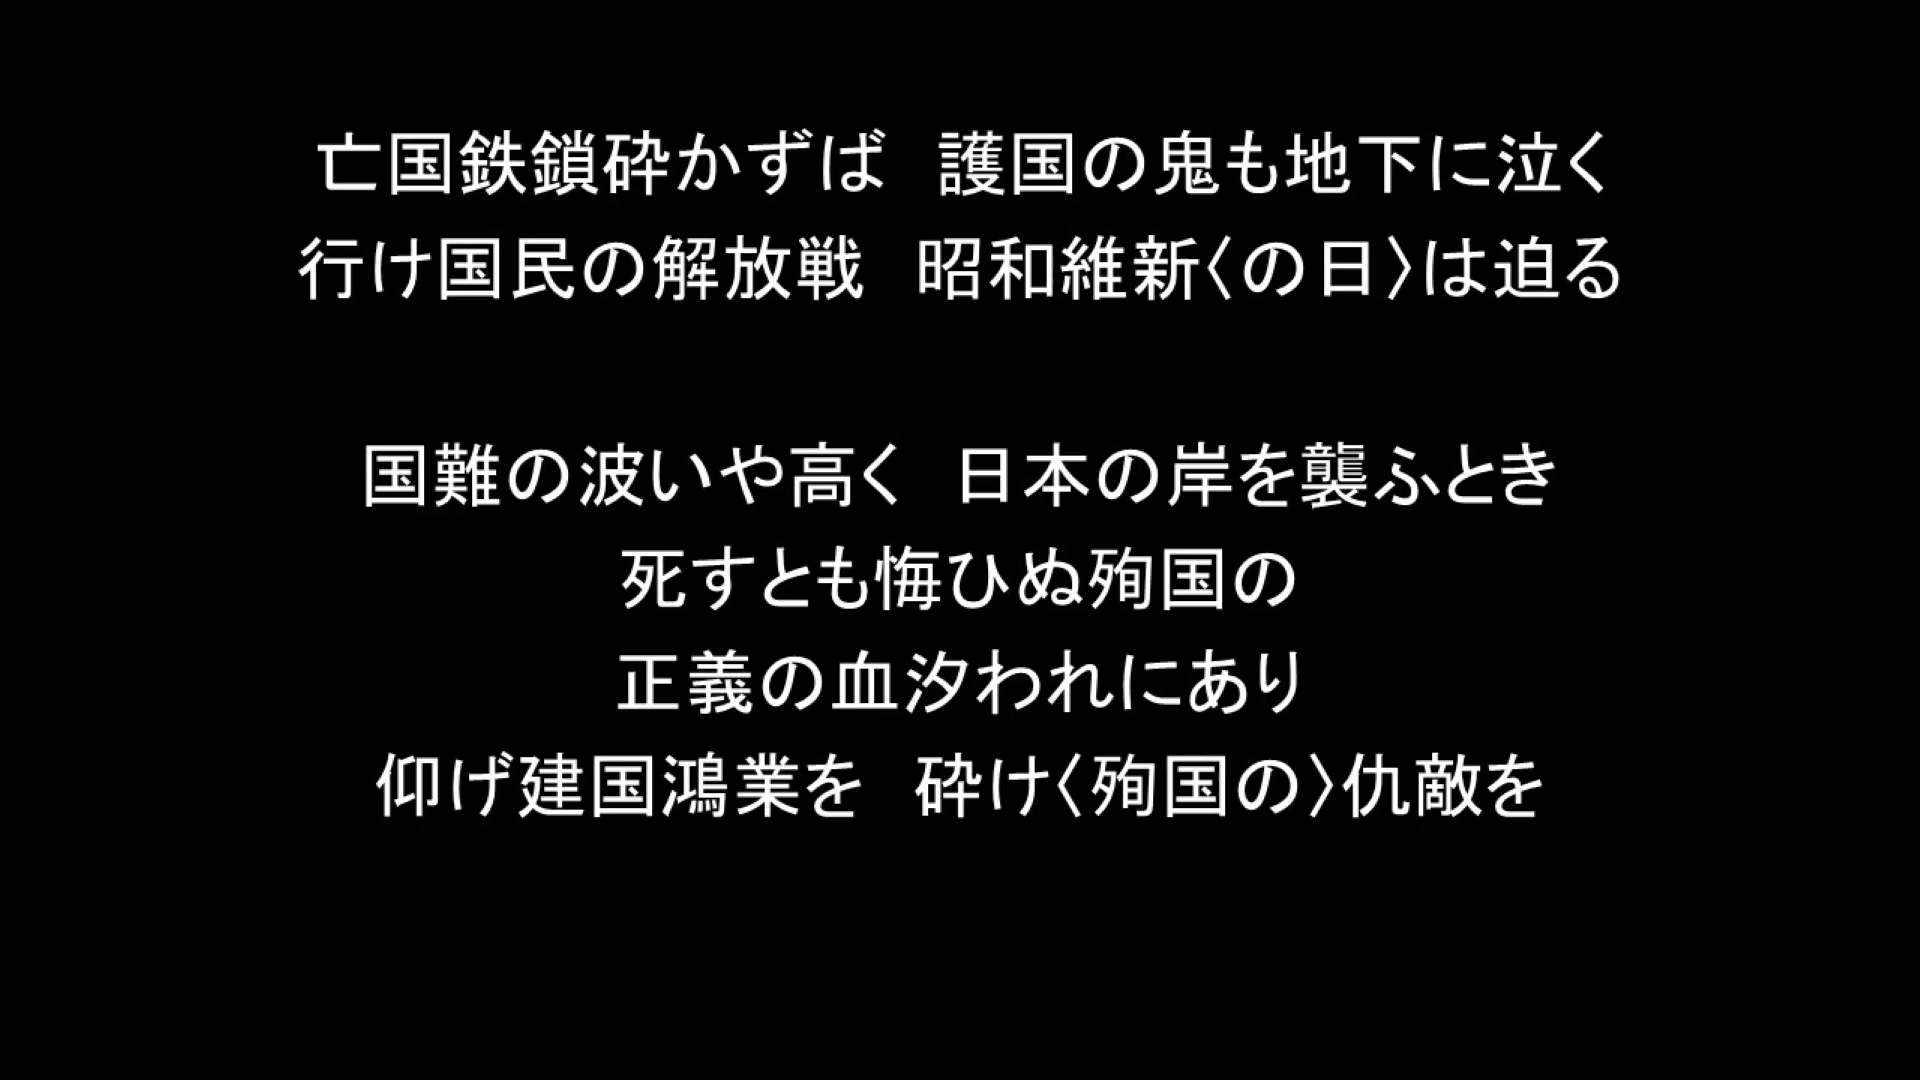 亡国鉄鎖砕かずば　護国の鬼も地下に泣く
行け国民の解放戦　昭和維新〈の日〉は迫る
国難の波いや高く　日本の岸を襲ふとき
死すとも悔ひぬ殉国の
正義の血汐われにあり
仰げ建国鴻業を　砕け〈殉国の〉仇敵を